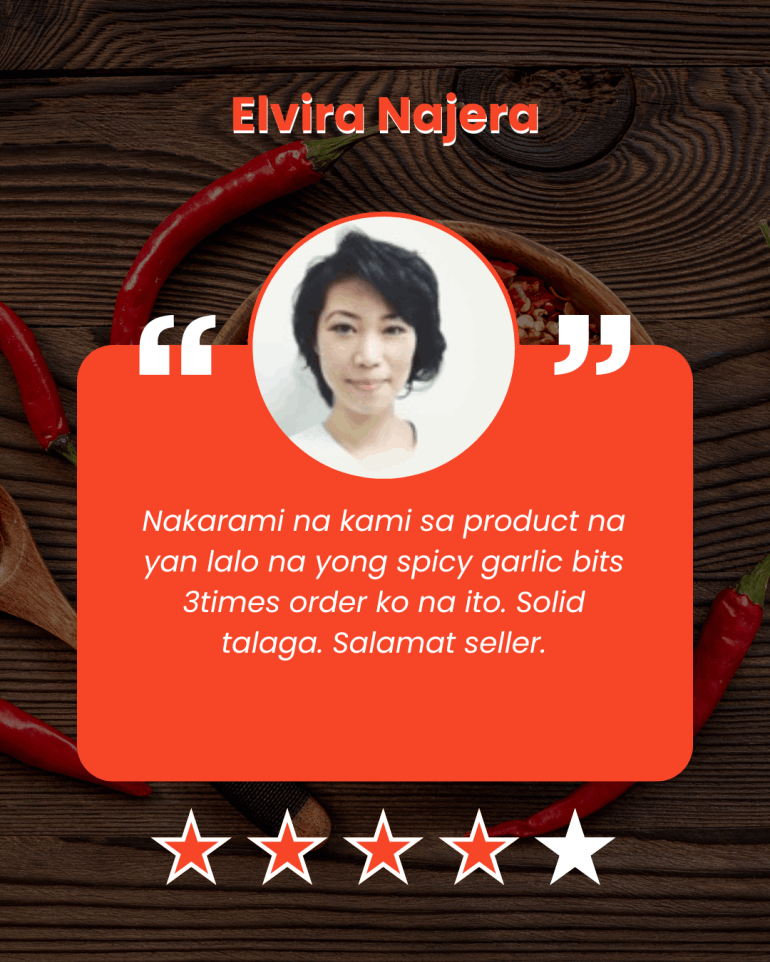 Elvira Najera
“ ”
Nakarami na kami sa product na
yan lalo na yong spicy garlic bits
3times order ko na ito. Solid
talaga. Salamat seller.